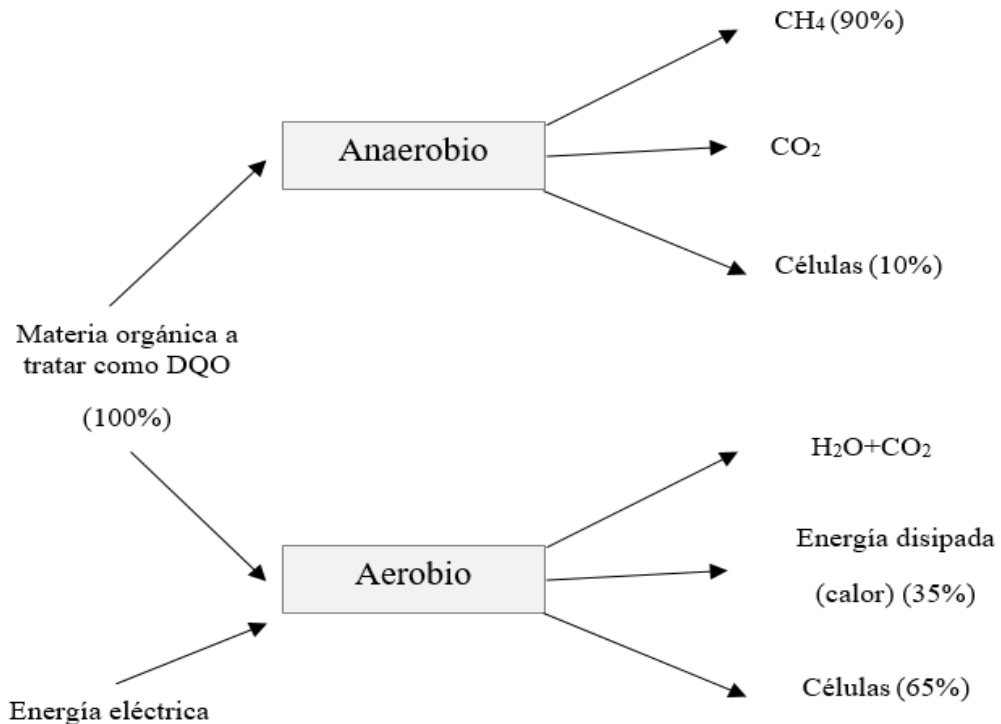 CH₄ (90%)
Anaerobio
CO₂
Células (10%)
Materia orgánica a
tratar como DQO
(100%)
H₂O+CO₂
Energía disipada
(calor) (35%)
Aerobio
Células (65%)
Energía eléctrica